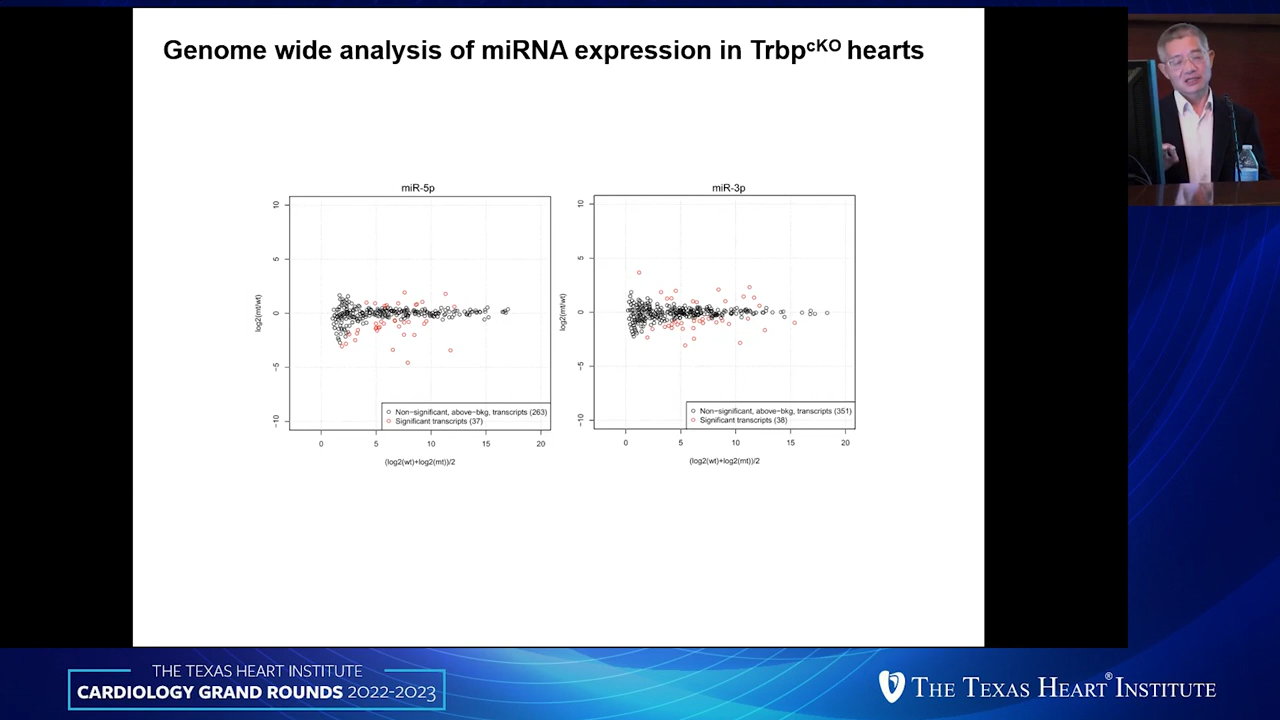 Genome wide analysis of miRNA expression in Trbpcko hearts
miR-5p
10
5
0
−5
−10
log2(mt/wt)
Non−significant, above−bkg, transcripts (263)
Significant transcripts (37)
0 5 10 15 20
(log2(wt)+log2(mt))/2
miR-3p
10
5
0
−5
−10
log2(mt/wt)
Non−significant, above−bkg, transcripts (351)
Significant transcripts (38)
0 5 10 15 20
(log2(wt)+log2(mt))/2
THE TEXAS HEART INSTITUTE
CARDIOLOGY GRAND ROUNDS 2022-2023
THE TEXAS HEART® INSTITUTE